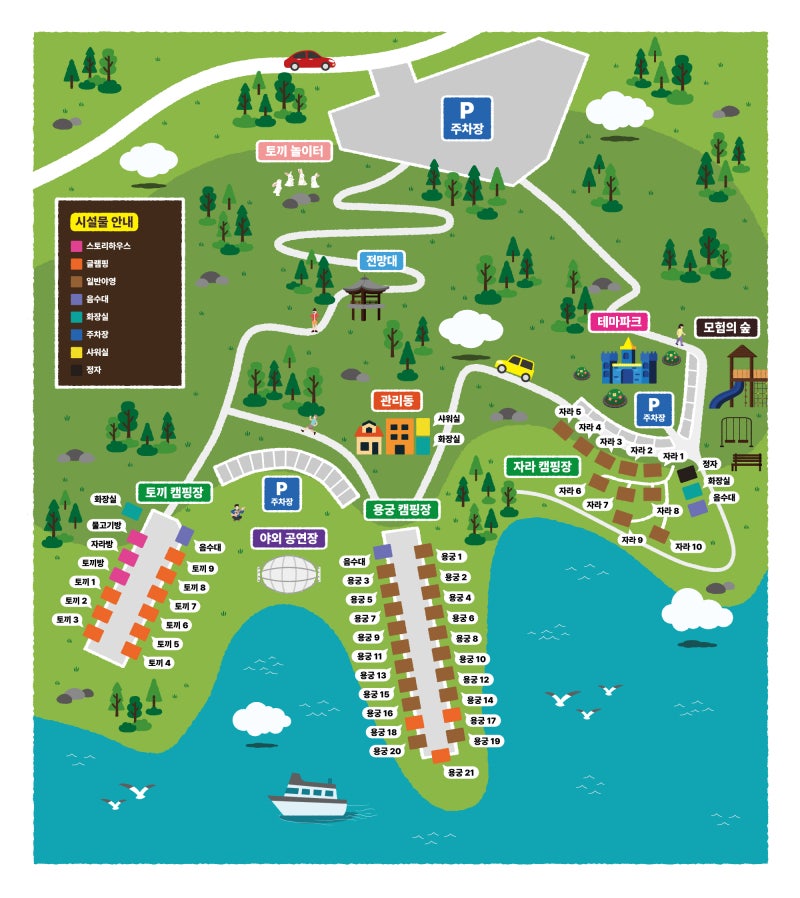 P
주차장
토끼 놀이터
시설물 안내
스토리하우스
글램핑
일반야영
음수대
화장실
주차장
샤워실
정자
전망대
테마파크
모험의 숲
관리동
샤워실
화장실
P
주차장
자라 5
자라 4
자라 3
자라 2
자라 1
정자
화장실
음수대
자라 캠핑장
자라 6
자라 7
자라 8
자라 9
자라 10
토끼 캠핑장
화장실
물고기방
자라방
토끼방
토끼 1
토끼 2
토끼 3
음수대
토끼 9
토끼 8
토끼 7
토끼 6
토끼 5
토끼 4
P
주차장
야외 공연장
용궁 캠핑장
음수대
용궁 1
용궁 3
용궁 2
용궁 5
용궁 4
용궁 7
용궁 6
용궁 9
용궁 8
용궁 11
용궁 10
용궁 13
용궁 12
용궁 15
용궁 14
용궁 16
용궁 17
용궁 18
용궁 19
용궁 20
용궁 21